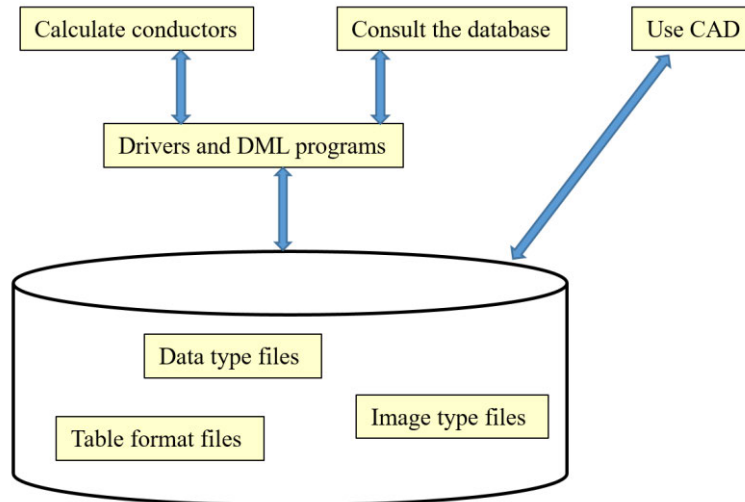 Calculate conductors
Consult the database
Use CAD
Drivers and DML programs
Data type files
Image type files
Table format files